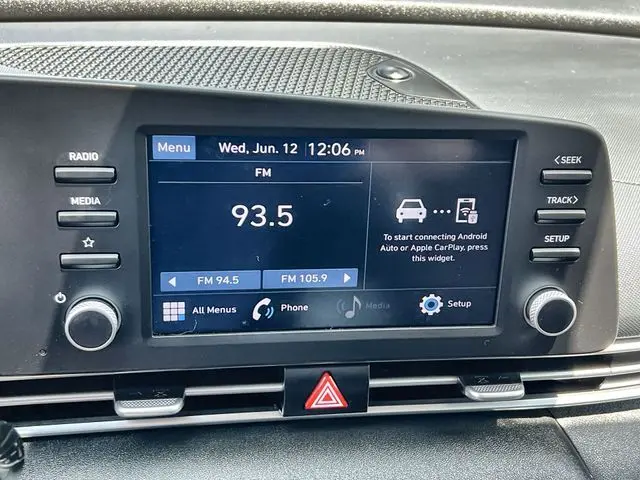 RADIO
MEDIA
Menu
Wed, Jun. 12 12:06 PM
FM
93.5
◀ FM 94.5
FM 105.9 ▶
To start connecting Android
Auto or Apple CarPlay, press
this widget.
All Menus
Phone
Media
Setup
< SEEK
TRACK >
SETUP